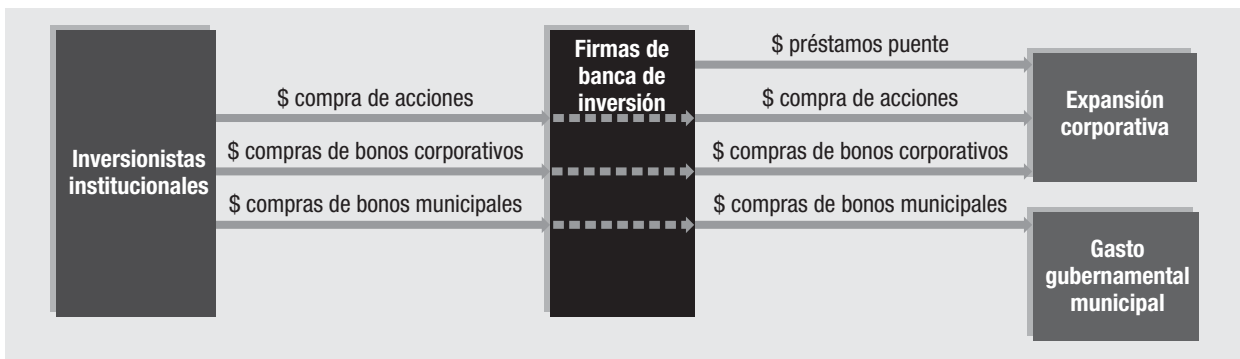 Inversionistas
institucionales
$ compra de acciones
$ compras de bonos corporativos
$ compras de bonos municipales
Firmas de
banca de
inversión
$ préstamos puente
$ compra de acciones
$ compras de bonos corporativos
$ compras de bonos municipales
Expansión
corporativa
Gasto
gubernamental
municipal